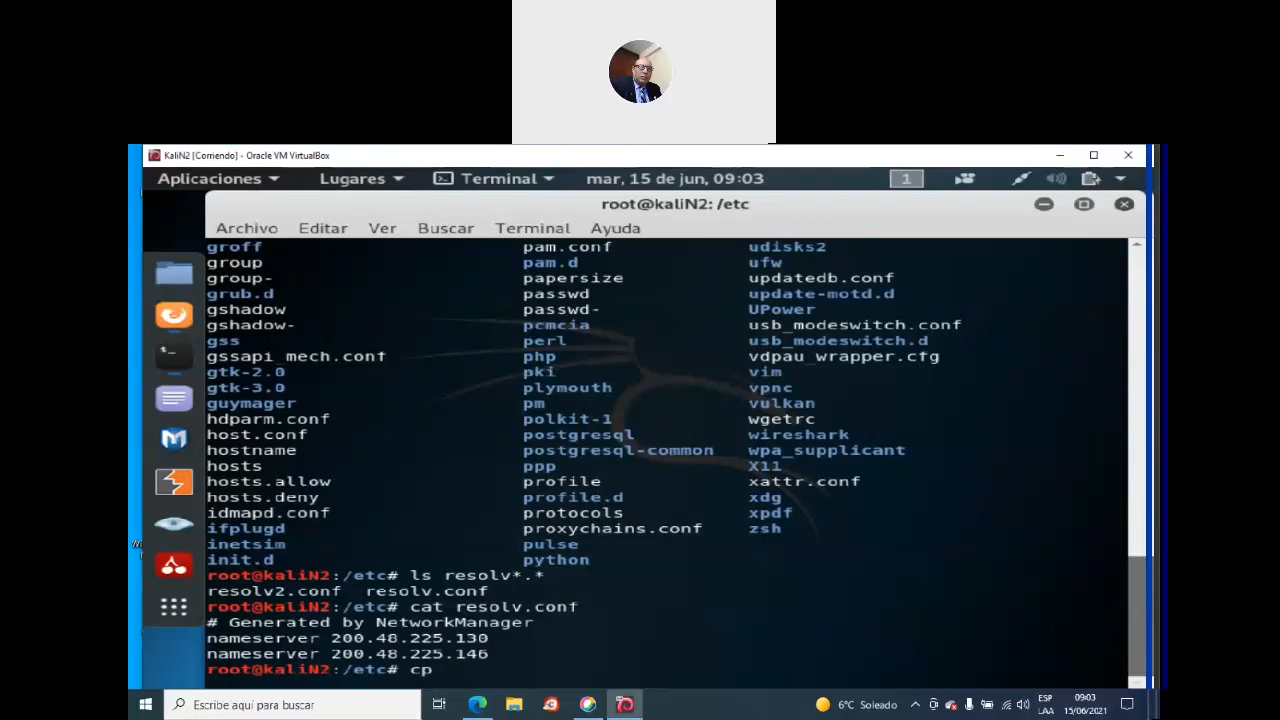 KaliN2 [Corriendo] - Oracle VM VirtualBox
Aplicaciones Lugares Terminal mar, 15 de jun, 09:03 1
root@kaliN2: /etc
Archivo Editar Ver Buscar Terminal Ayuda
groff pam.conf udisks2
group pam.d ufw
group- papersize updatedb.conf
grub.d passwd update-motd.d
gshadow passwd- UPower
gshadow- pcmcia usb_modeswitch.conf
gss perl usb_modeswitch.d
gssapi_mech.conf php vdpau_wrapper.cfg
gtk-2.0 pki vim
gtk-3.0 plymouth vpnc
guymager pm vulkan
hdparm.conf polkit-1 wgetrc
host.conf postgresql wireshark
hostname postgresql-common wpa_supplicant
hosts ppp X11
hosts.allow profile xattr.conf
hosts.deny profile.d xdg
idmapd.conf protocols xpdf
ifplugd proxychains.conf zsh
inetsim pulse
init.d python
root@kaliN2:/etc# ls resolv*.*
resolv2.conf resolv.conf
root@kaliN2:/etc# cat resolv.conf
# Generated by NetworkManager
nameserver 200.48.225.130
nameserver 200.48.225.146
root@kaliN2:/etc# cp
Escribe aquí para buscar 6°C Soleado ESP 09:03
LAA 15/06/2021